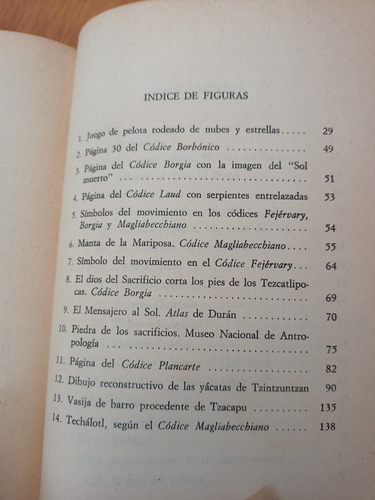 INDICE DE FIGURAS
1. Juego de pelota rodeado de nubes y estrellas..... 29
2. Página 30 del Códice Borbónico ............ 49
3. Página del Códice Borgia con la imagen del "Sol
muerto" ............ 51
4. Página del Códice Laud con serpientes entrelazadas 53
5. Símbolos del movimiento en los códices Fejérvary,
Borgia y Magliabecchiano ............ 54
6. Manta de la Mariposa. Códice Magliabecchiano.... 55
7. Símbolo del movimiento en el Códice Fejérvary.... 64
8. El dios del Sacrificio corta los pies de los Tezcatlipo-
cas. Códice Borgia ............ 69
9. El Mensajero al Sol. Atlas de Durán ............ 70
10. Piedra de los sacrificios. Museo Nacional de Antro-
pología ............ 75
11. Página del Códice Plancarte ............ 82
12. Dibujo reconstructivo de las yácatas de Tzintzuntzan 90
13. Vasija de barro procedente de Tzacapu ............ 135
14. Techálotl, según el Códice Magliabechiano ........ 138